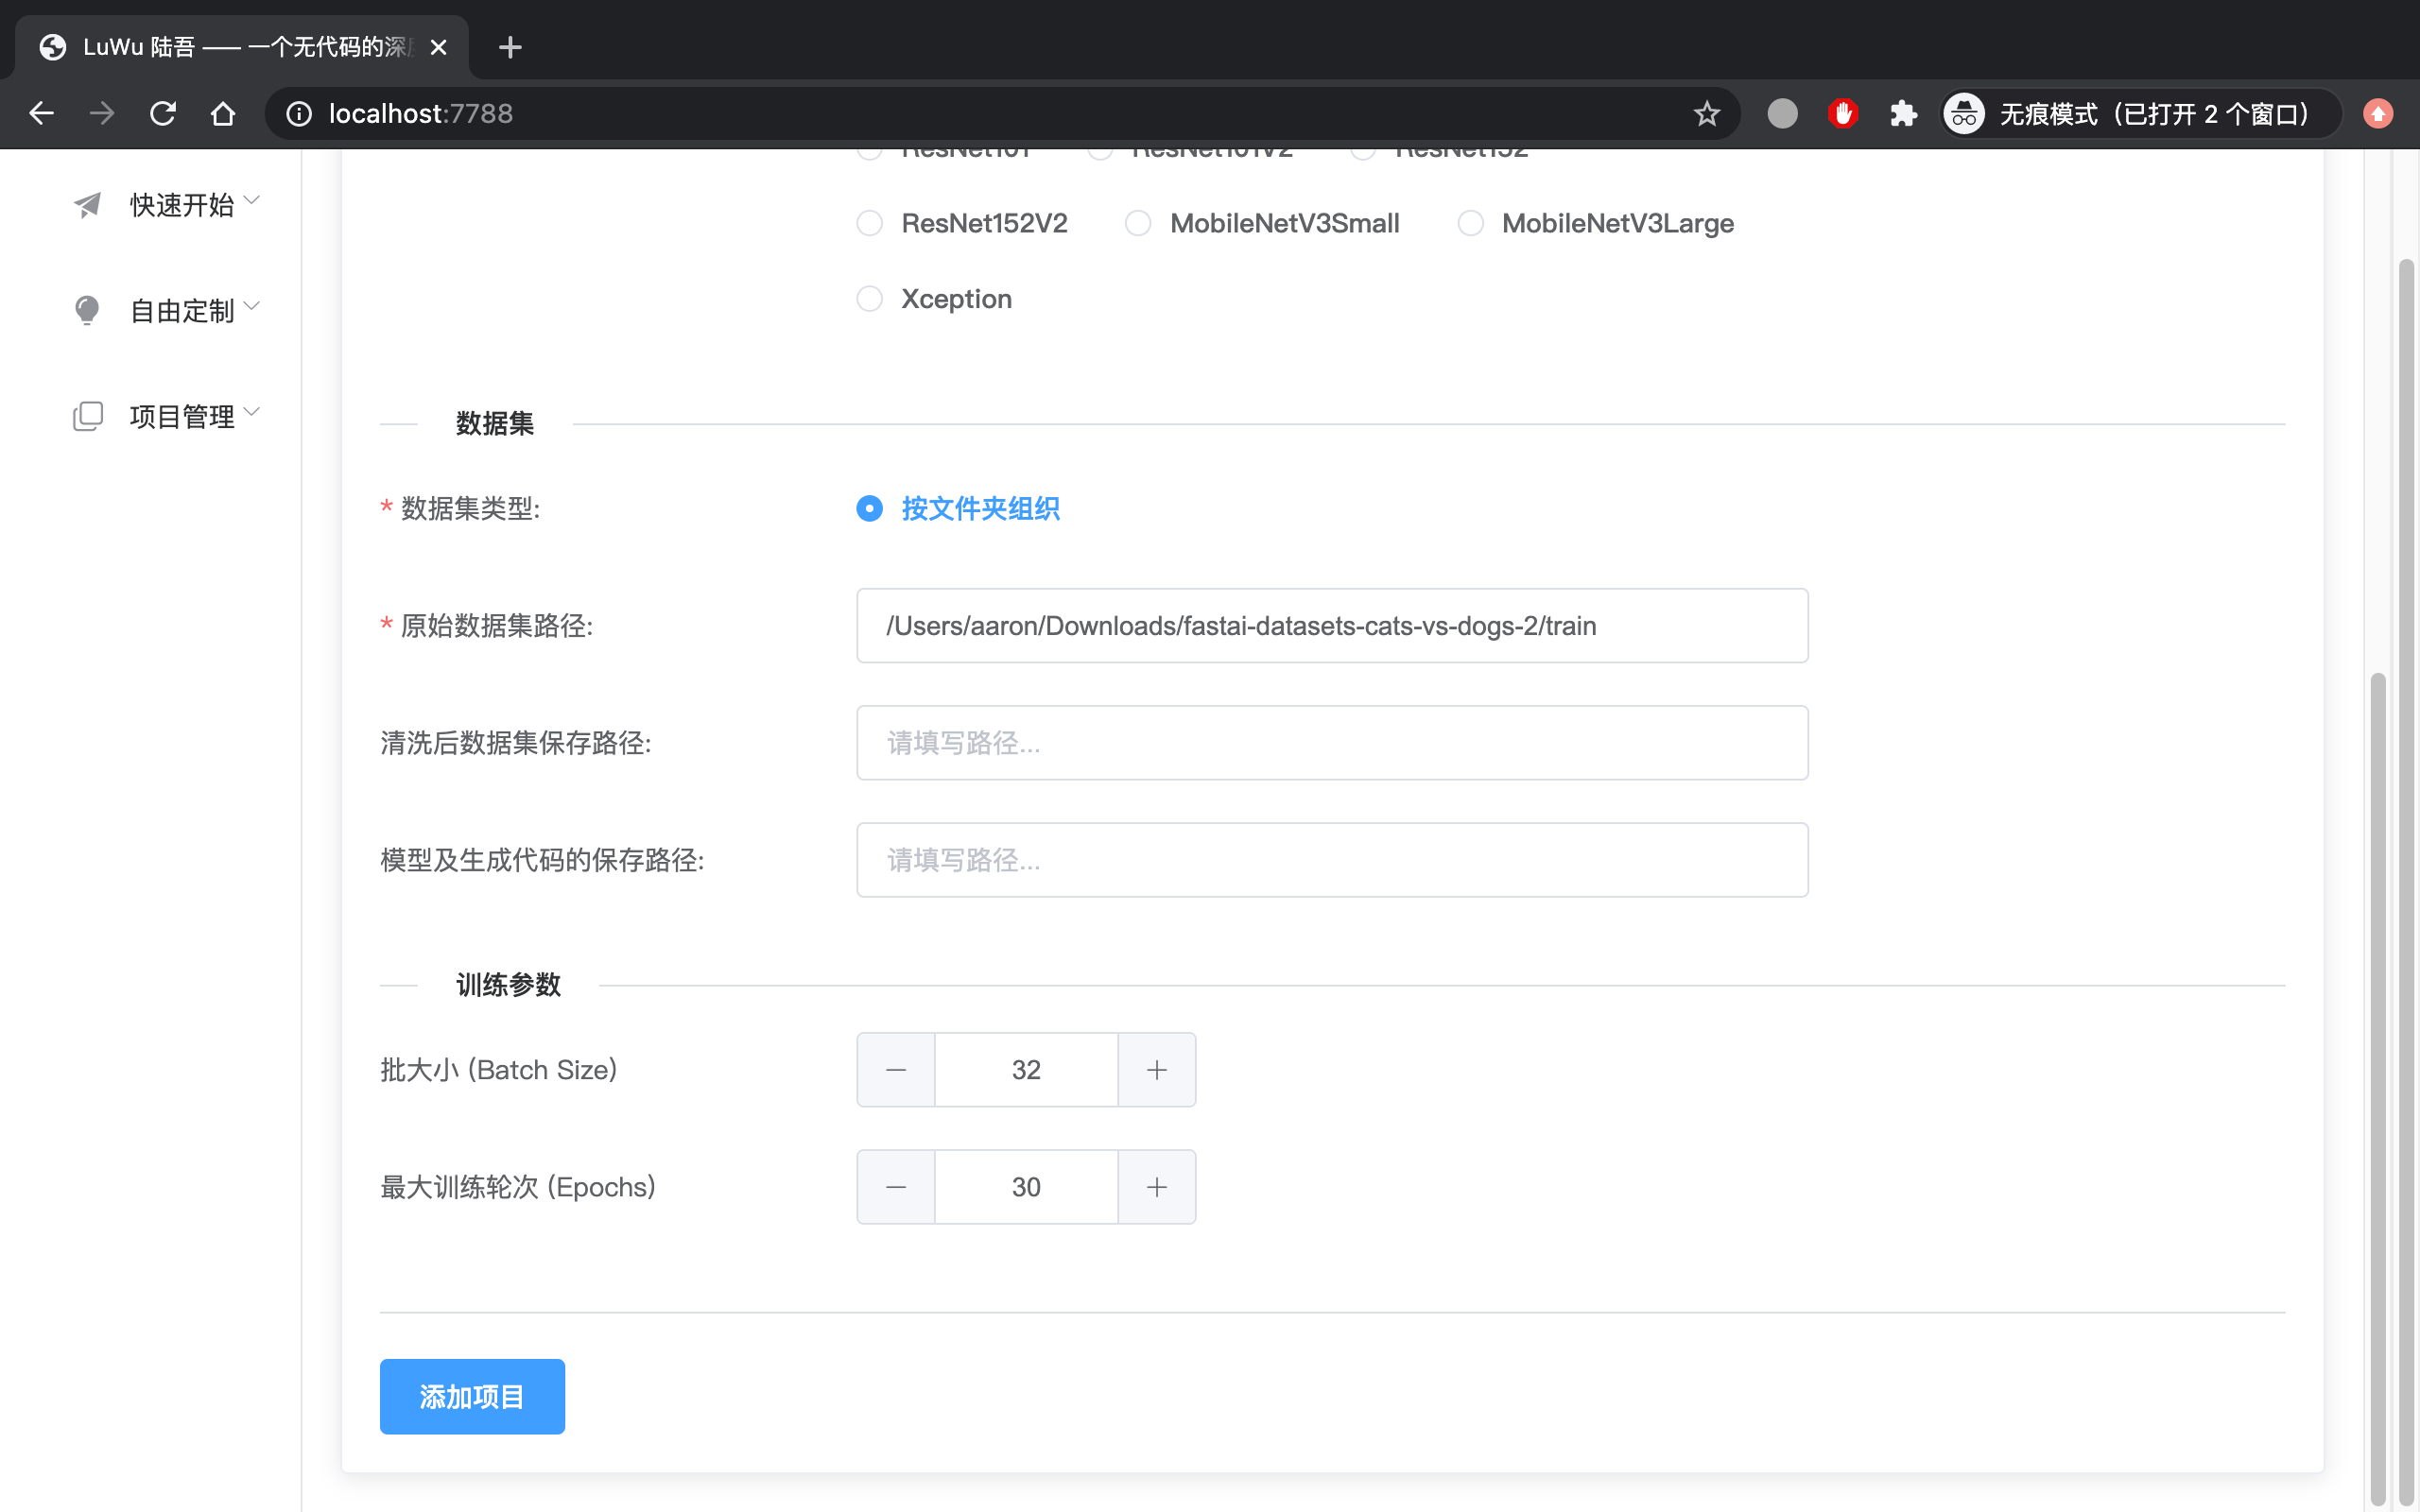 LuWu 陆吾 —— 一个无代码的深
localhost:7788
无痕模式（已打开 2 个窗口）
快速开始
自由定制
项目管理
ResNet101 ResNet101V2 ResNet152
ResNet152V2 MobileNetV3Small MobileNetV3Large
Xception
数据集
* 数据集类型: 按文件夹组织
* 原始数据集路径: /Users/aaron/Downloads/fastai-datasets-cats-vs-dogs-2/train
清洗后数据集保存路径: 请填写路径...
模型及生成代码的保存路径: 请填写路径...
训练参数
批大小 (Batch Size) 32
最大训练轮次 (Epochs) 30
添加项目